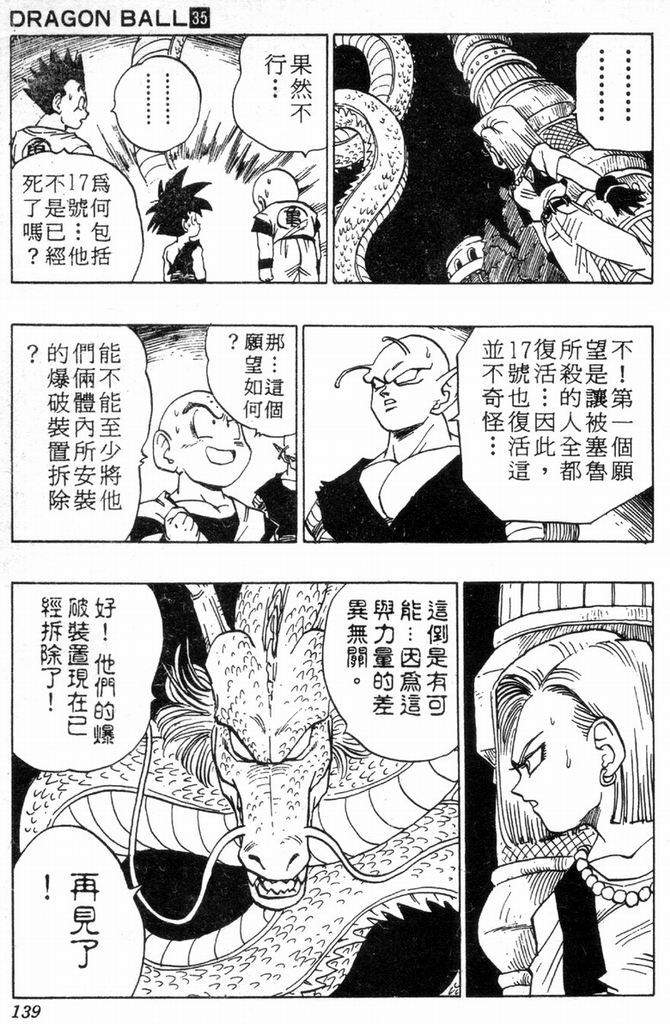 DRAGON BALL 35
…………
…………
果然不
行…
…………
…………
為何包括
17號…他
不是已經
死了嗎？
不！第一個願
望是讓被塞魯
所殺的人全都
復活…因此，
17號也復活這
並不奇怪…
那…這個
願望如何
？
能不能至少將他
們倆體內所安裝
的爆破裝置拆除
？
這倒是有可
能…因為這
與力量的差
異無關。
好！他們的爆
破裝置現在已
經拆除了！
再見了
！
139